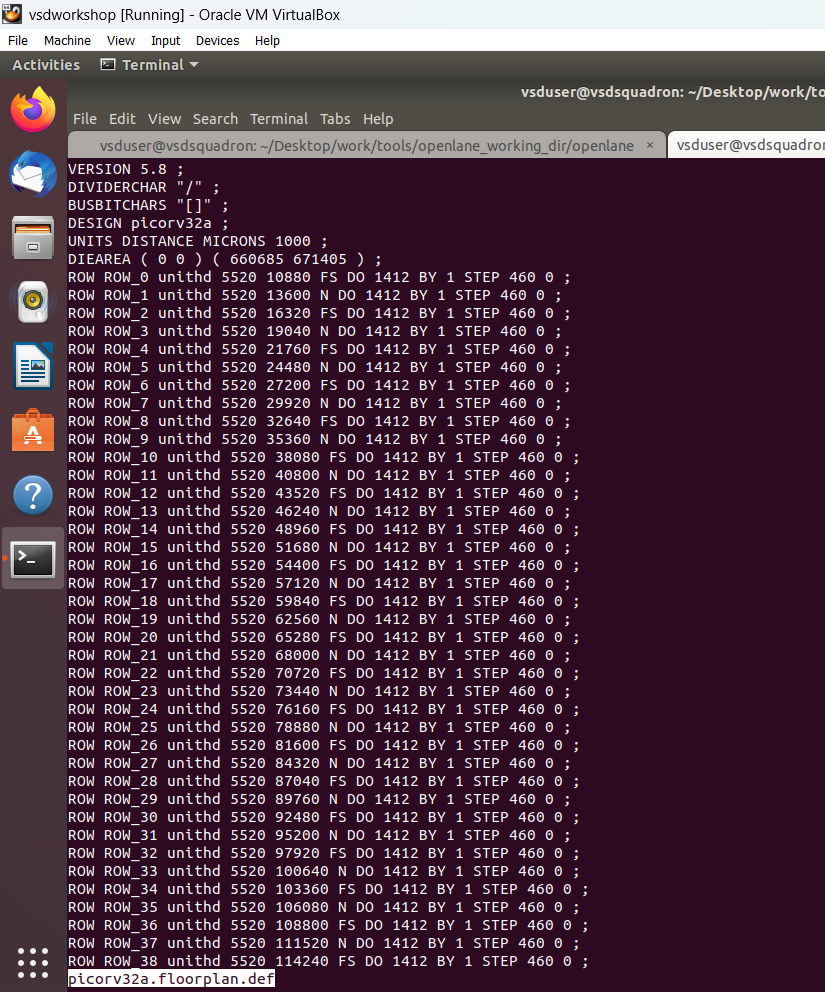 vsdworkshop [Running] - Oracle VM VirtualBox
File Machine View Input Devices Help
Activities Terminal
vsduser@vsdsquadron: ~/Desktop/work/to
File Edit View Search Terminal Tabs Help
vsduser@vsdsquadron: ~/Desktop/work/tools/openlane_working_dir/openlane × vsduser@vsdsquadron
VERSION 5.8 ;
DIVIDERCHAR "/" ;
BUSBITCHARS "[]" ;
DESIGN picorv32a ;
UNITS DISTANCE MICRONS 1000 ;
DIEAREA ( 0 0 ) ( 660685 671405 ) ;
ROW ROW_0 unithd 5520 10880 FS DO 1412 BY 1 STEP 460 0 ;
ROW ROW_1 unithd 5520 13600 N DO 1412 BY 1 STEP 460 0 ;
ROW ROW_2 unithd 5520 16320 FS DO 1412 BY 1 STEP 460 0 ;
ROW ROW_3 unithd 5520 19040 N DO 1412 BY 1 STEP 460 0 ;
ROW ROW_4 unithd 5520 21760 FS DO 1412 BY 1 STEP 460 0 ;
ROW ROW_5 unithd 5520 24480 N DO 1412 BY 1 STEP 460 0 ;
ROW ROW_6 unithd 5520 27200 FS DO 1412 BY 1 STEP 460 0 ;
ROW ROW_7 unithd 5520 29920 N DO 1412 BY 1 STEP 460 0 ;
ROW ROW_8 unithd 5520 32640 FS DO 1412 BY 1 STEP 460 0 ;
ROW ROW_9 unithd 5520 35360 N DO 1412 BY 1 STEP 460 0 ;
ROW ROW_10 unithd 5520 38080 FS DO 1412 BY 1 STEP 460 0 ;
ROW ROW_11 unithd 5520 40800 N DO 1412 BY 1 STEP 460 0 ;
ROW ROW_12 unithd 5520 43520 FS DO 1412 BY 1 STEP 460 0 ;
ROW ROW_13 unithd 5520 46240 N DO 1412 BY 1 STEP 460 0 ;
ROW ROW_14 unithd 5520 48960 FS DO 1412 BY 1 STEP 460 0 ;
ROW ROW_15 unithd 5520 51680 N DO 1412 BY 1 STEP 460 0 ;
ROW ROW_16 unithd 5520 54400 FS DO 1412 BY 1 STEP 460 0 ;
ROW ROW_17 unithd 5520 57120 N DO 1412 BY 1 STEP 460 0 ;
ROW ROW_18 unithd 5520 59840 FS DO 1412 BY 1 STEP 460 0 ;
ROW ROW_19 unithd 5520 62560 N DO 1412 BY 1 STEP 460 0 ;
ROW ROW_20 unithd 5520 65280 FS DO 1412 BY 1 STEP 460 0 ;
ROW ROW_21 unithd 5520 68000 N DO 1412 BY 1 STEP 460 0 ;
ROW ROW_22 unithd 5520 70720 FS DO 1412 BY 1 STEP 460 0 ;
ROW ROW_23 unithd 5520 73440 N DO 1412 BY 1 STEP 460 0 ;
ROW ROW_24 unithd 5520 76160 FS DO 1412 BY 1 STEP 460 0 ;
ROW ROW_25 unithd 5520 78880 N DO 1412 BY 1 STEP 460 0 ;
ROW ROW_26 unithd 5520 81600 FS DO 1412 BY 1 STEP 460 0 ;
ROW ROW_27 unithd 5520 84320 N DO 1412 BY 1 STEP 460 0 ;
ROW ROW_28 unithd 5520 87040 FS DO 1412 BY 1 STEP 460 0 ;
ROW ROW_29 unithd 5520 89760 N DO 1412 BY 1 STEP 460 0 ;
ROW ROW_30 unithd 5520 92480 FS DO 1412 BY 1 STEP 460 0 ;
ROW ROW_31 unithd 5520 95200 N DO 1412 BY 1 STEP 460 0 ;
ROW ROW_32 unithd 5520 97920 FS DO 1412 BY 1 STEP 460 0 ;
ROW ROW_33 unithd 5520 100640 N DO 1412 BY 1 STEP 460 0 ;
ROW ROW_34 unithd 5520 103360 FS DO 1412 BY 1 STEP 460 0 ;
ROW ROW_35 unithd 5520 106080 N DO 1412 BY 1 STEP 460 0 ;
ROW ROW_36 unithd 5520 108800 FS DO 1412 BY 1 STEP 460 0 ;
ROW ROW_37 unithd 5520 111520 N DO 1412 BY 1 STEP 460 0 ;
ROW ROW_38 unithd 5520 114240 FS DO 1412 BY 1 STEP 460 0 ;
picorv32a.floorplan.def